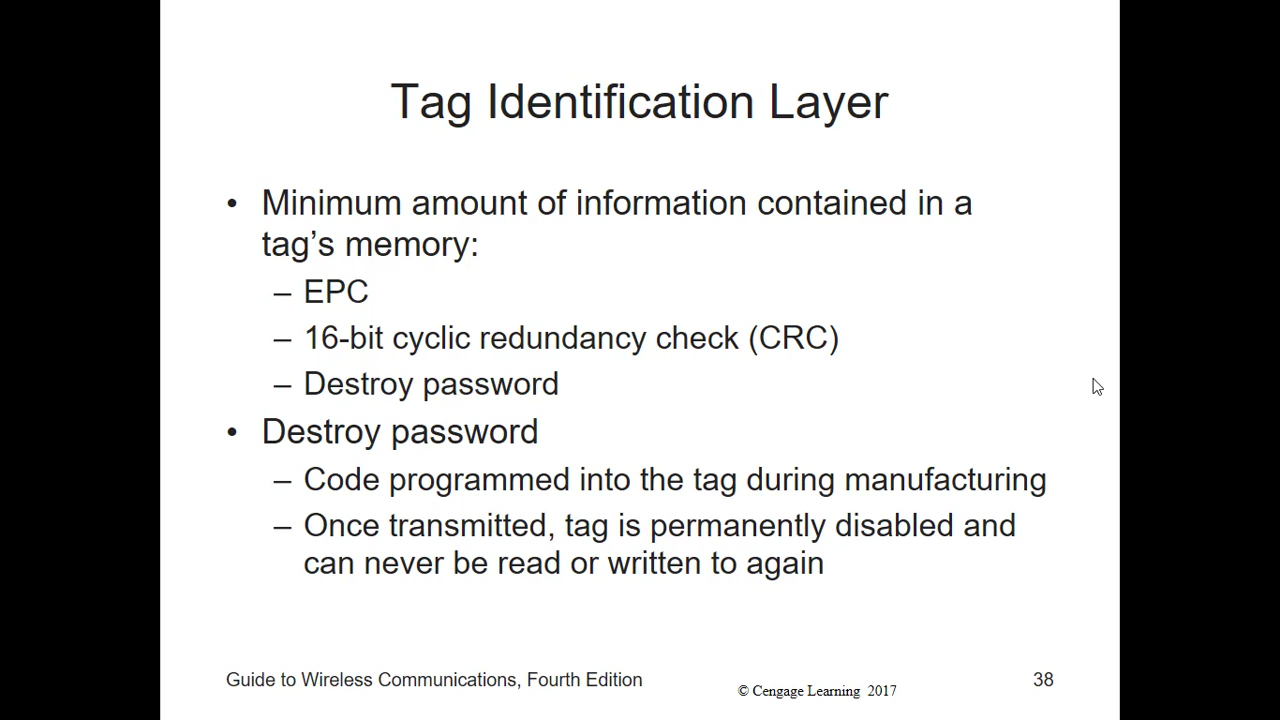 Tag Identification Layer
• Minimum amount of information contained in a
tag’s memory:
– EPC
– 16-bit cyclic redundancy check (CRC)
– Destroy password
• Destroy password
– Code programmed into the tag during manufacturing
– Once transmitted, tag is permanently disabled and
can never be read or written to again
Guide to Wireless Communications, Fourth Edition
© Cengage Learning 2017
38